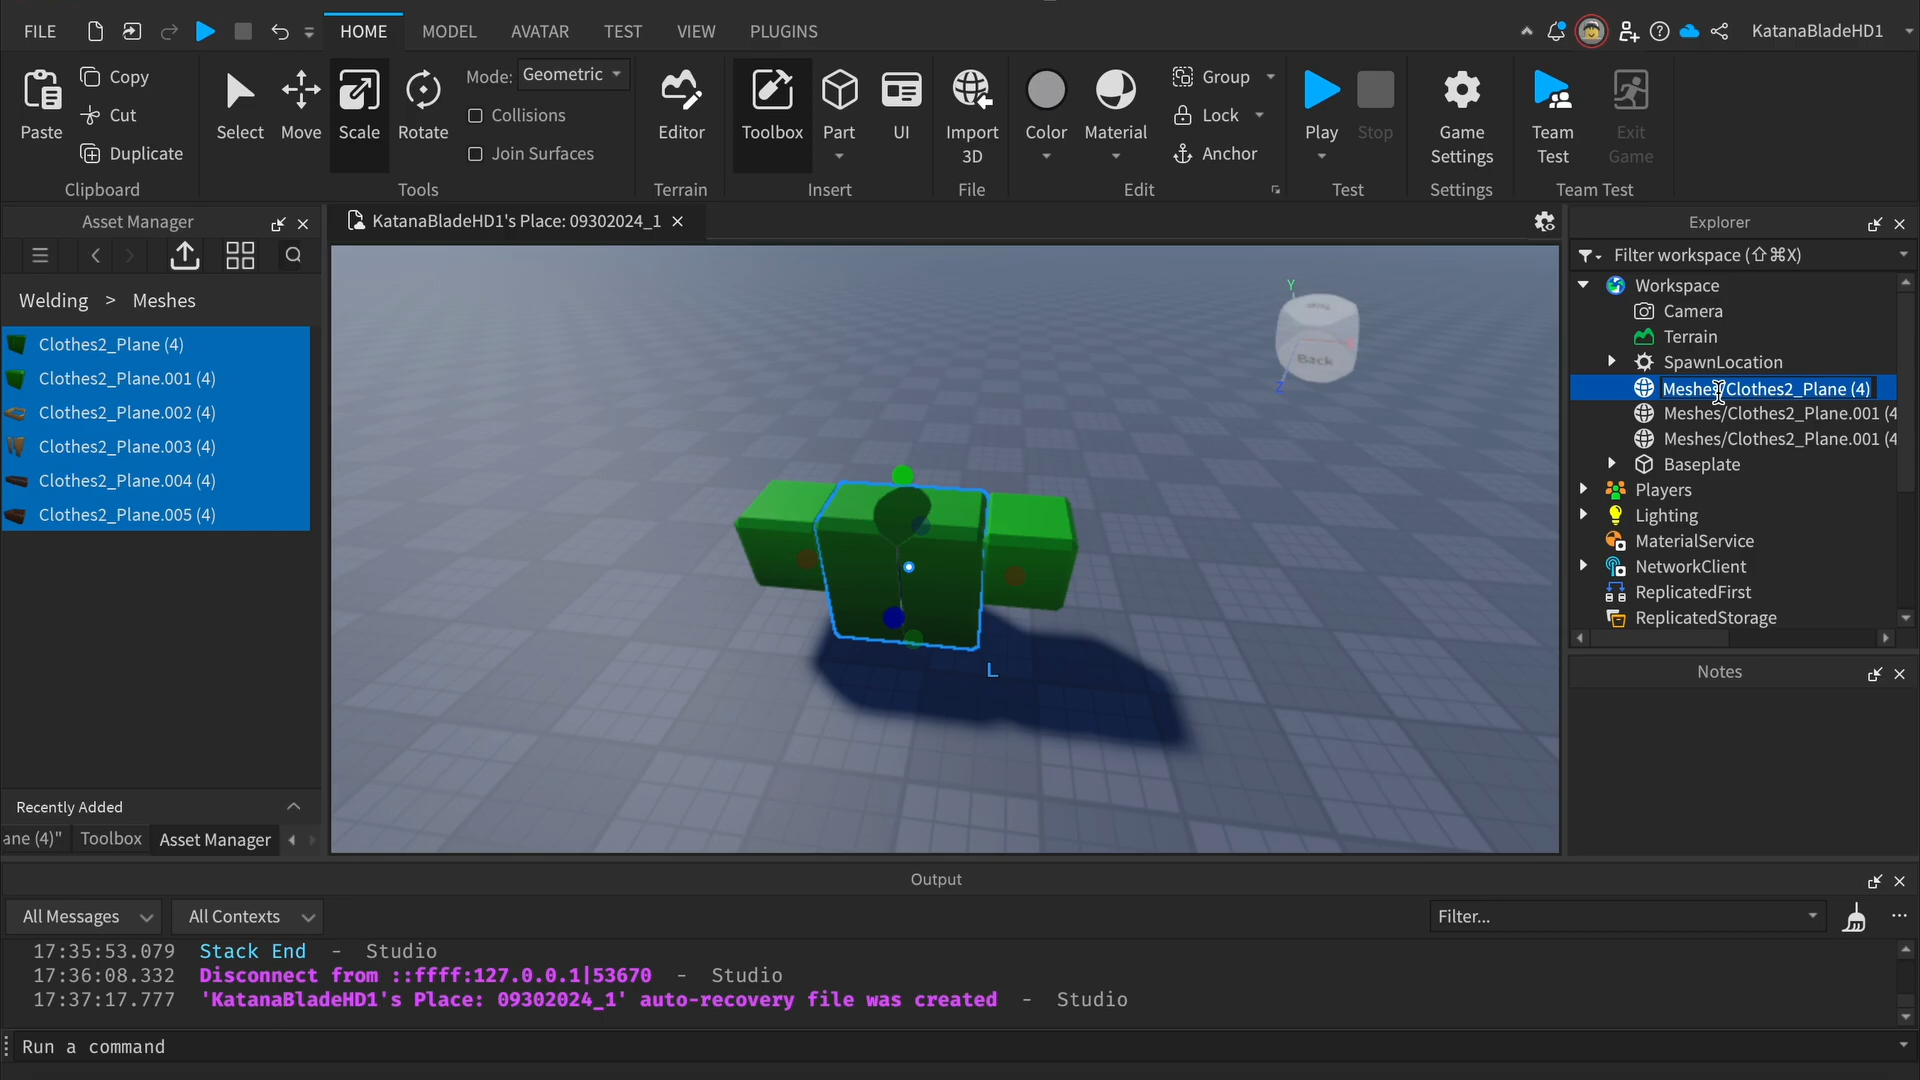 FILE
HOME
MODEL
AVATAR
TEST
VIEW
PLUGINS
KatanaBladeHD1
Paste
Copy
Cut
Duplicate
Clipboard
Select
Move
Scale
Rotate
Mode: Geometric
Collisions
Join Surfaces
Tools
Editor
Terrain
Toolbox
Part
UI
Insert
Import
3D
File
Color
Material
Group
Lock
Anchor
Edit
Play
Stop
Test
Game
Settings
Settings
Team
Test
Exit
Game
Team Test
Asset Manager
Welding > Meshes
Clothes2_Plane (4)
Clothes2_Plane.001 (4)
Clothes2_Plane.002 (4)
Clothes2_Plane.003 (4)
Clothes2_Plane.004 (4)
Clothes2_Plane.005 (4)
Recently Added
ane (4)"
Toolbox
Asset Manager
KatanaBladeHD1's Place: 09302024_1
Y
Back
Z
L
Explorer
Filter workspace (⇧⌘X)
Workspace
Camera
Terrain
SpawnLocation
Meshes/Clothes2_Plane (4)
Meshes/Clothes2_Plane.001 (4
Meshes/Clothes2_Plane.001 (4
Baseplate
Players
Lighting
MaterialService
NetworkClient
ReplicatedFirst
ReplicatedStorage
Notes
Output
All Messages
All Contexts
Filter...
17:35:53.079 Stack End - Studio
17:36:08.332 Disconnect from ::ffff:127.0.0.1|53670 - Studio
17:37:17.777 'KatanaBladeHD1's Place: 09302024_1' auto-recovery file was created - Studio
Run a command